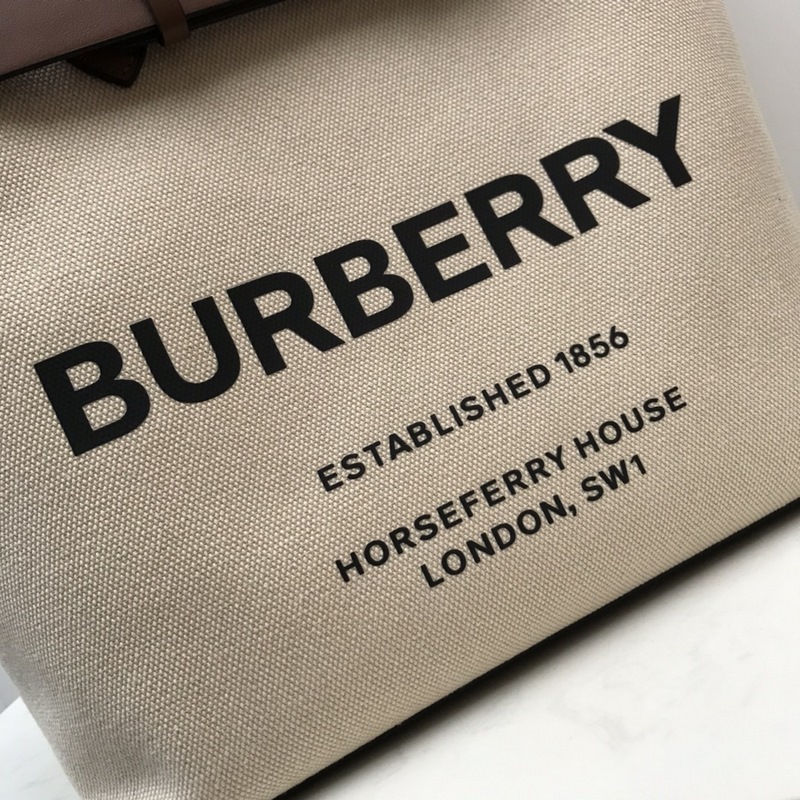 BURBERRY
ESTABLISHED 1856
HORSEFERRY HOUSE
LONDON, SW1